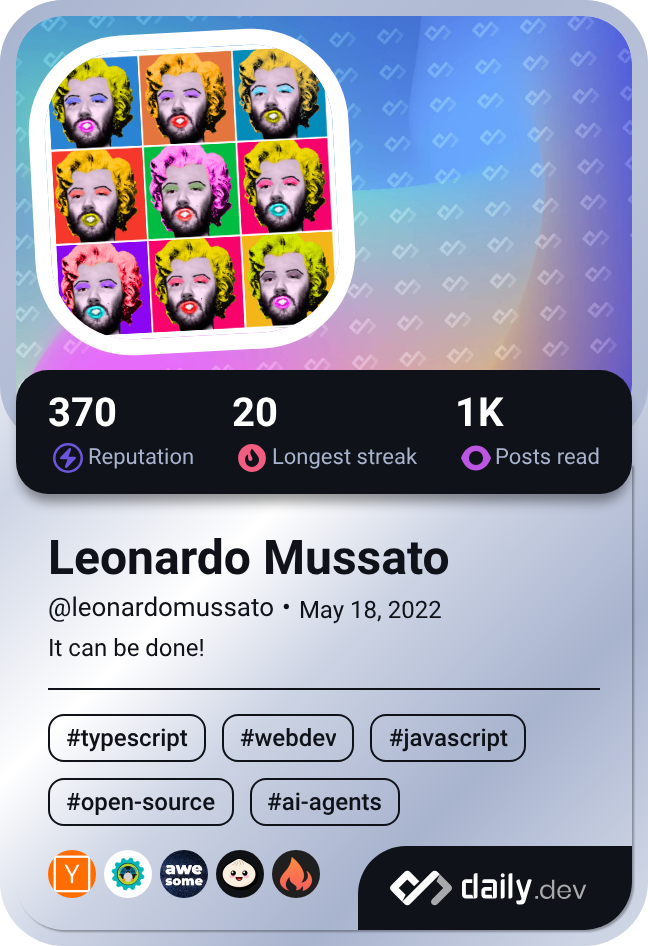 370 20 1K
Reputation Longest streak Posts read
Leonardo Mussato
@leonardomussato • May 18, 2022
It can be done!
#typescript #webdev #javascript
#open-source #ai-agents
Y
awe
some
daily.dev